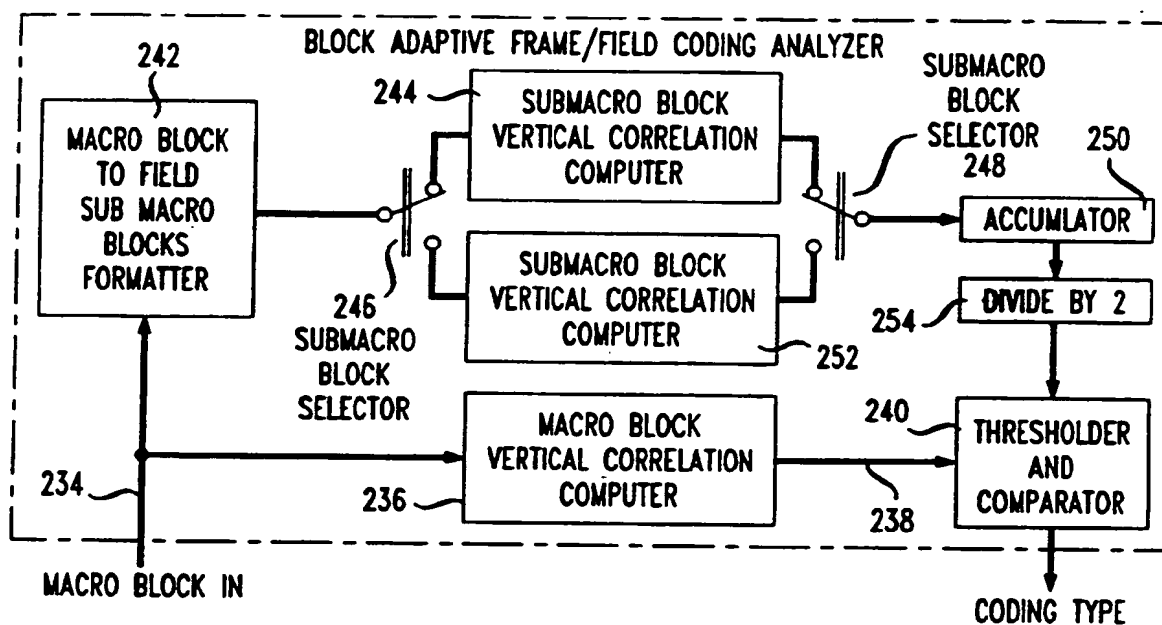 BLOCK ADAPTIVE FRAME/FIELD CODING ANALYZER
242
MACRO BLOCK
TO FIELD
SUB MACRO
BLOCKS
FORMATTER
244
SUBMACRO BLOCK
VERTICAL CORRELATION
COMPUTER
SUBMACRO
BLOCK
SELECTOR
248
250
ACCUMLATOR
246
SUBMACRO
BLOCK
SELECTOR
SUBMACRO BLOCK
VERTICAL CORRELATION
COMPUTER
252
254
DIVIDE BY 2
234
236
MACRO BLOCK
VERTICAL CORRELATION
COMPUTER
238
240
THRESHOLDER
AND
COMPARATOR
MACRO BLOCK IN
CODING TYPE